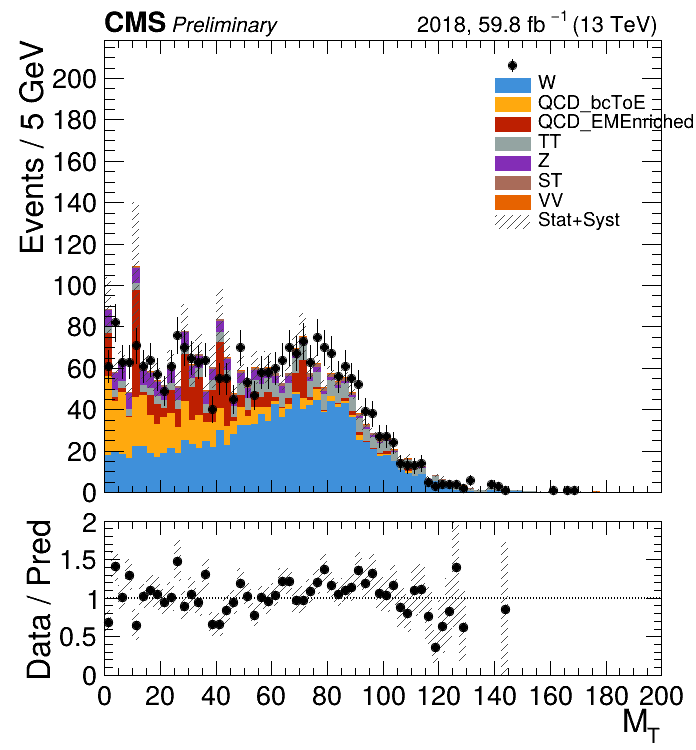 CMS Preliminary 2018, 59.8 fb⁻¹ (13 TeV)
Events / 5 GeV
200
180
160
140
120
100
80
60
40
20
0
W
QCD_bcToE
QCD_EMEnriched
TT
Z
ST
VV
Stat+Syst
Data / Pred
2
1.5
1
0.5
0
0 20 40 60 80 100 120 140 160 180 200
M_T